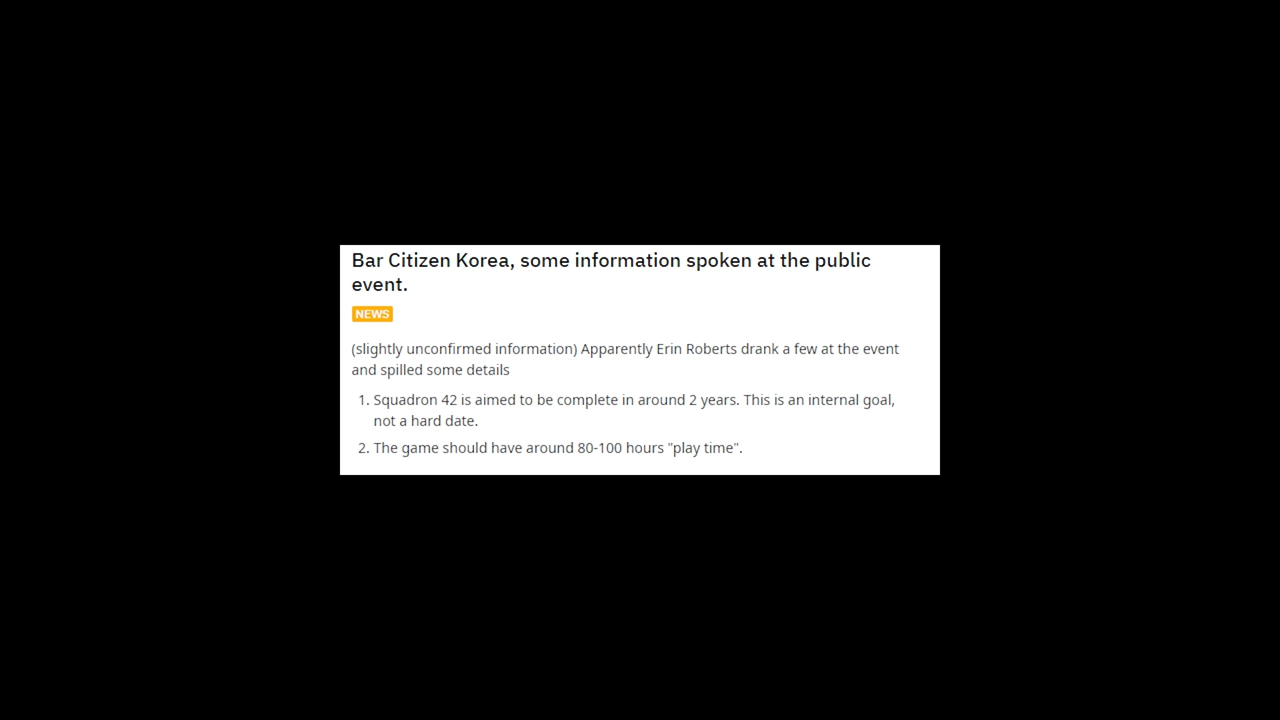 Bar Citizen Korea, some information spoken at the public
event.
NEWS
(slightly unconfirmed information) Apparently Erin Roberts drank a few at the event
and spilled some details
1. Squadron 42 is aimed to be complete in around 2 years. This is an internal goal,
not a hard date.
2. The game should have around 80-100 hours "play time".